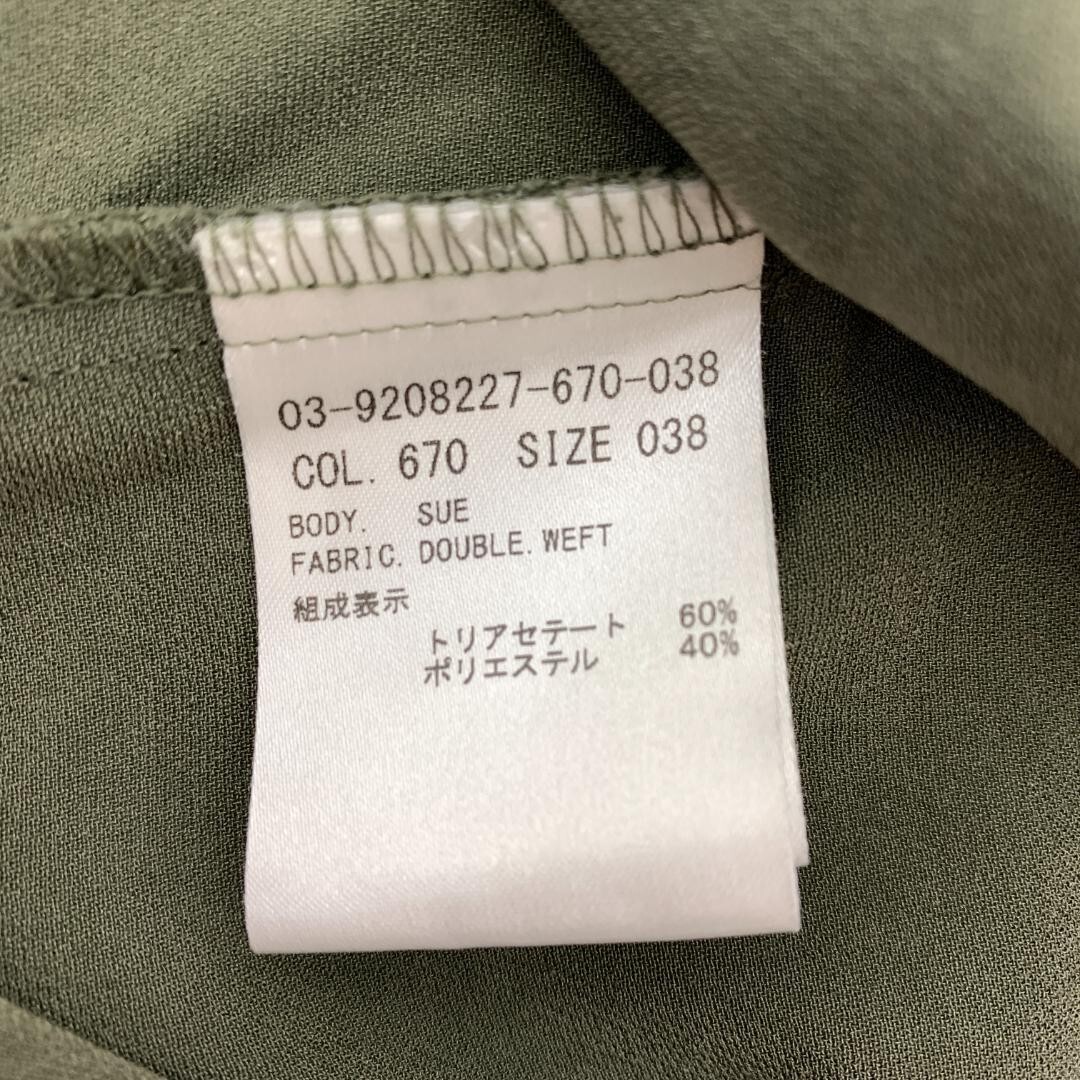 03-9208227-670-038
COL. 670 SIZE 038
BODY. SUE
FABRIC. DOUBLE. WEFT
組成表示
トリアセテート 60%
ポリエステル 40%